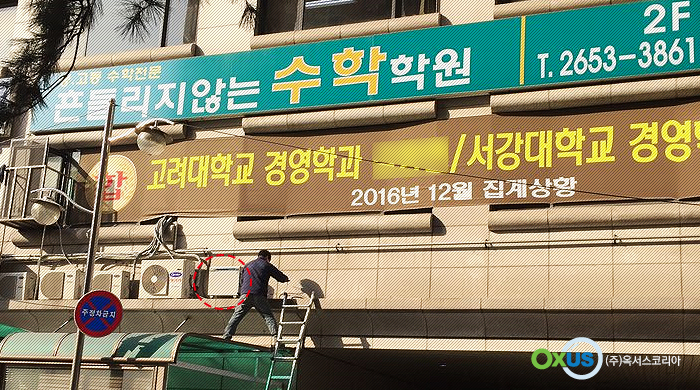 고등 수학전문
흔들리지않는 수학학원
2F
T. 2653-3861
합
고려대학교 경영학과
/서강대학교 경영
2016년 12월 집계상황
주정차금지
OXUS (주)옥서스코리아